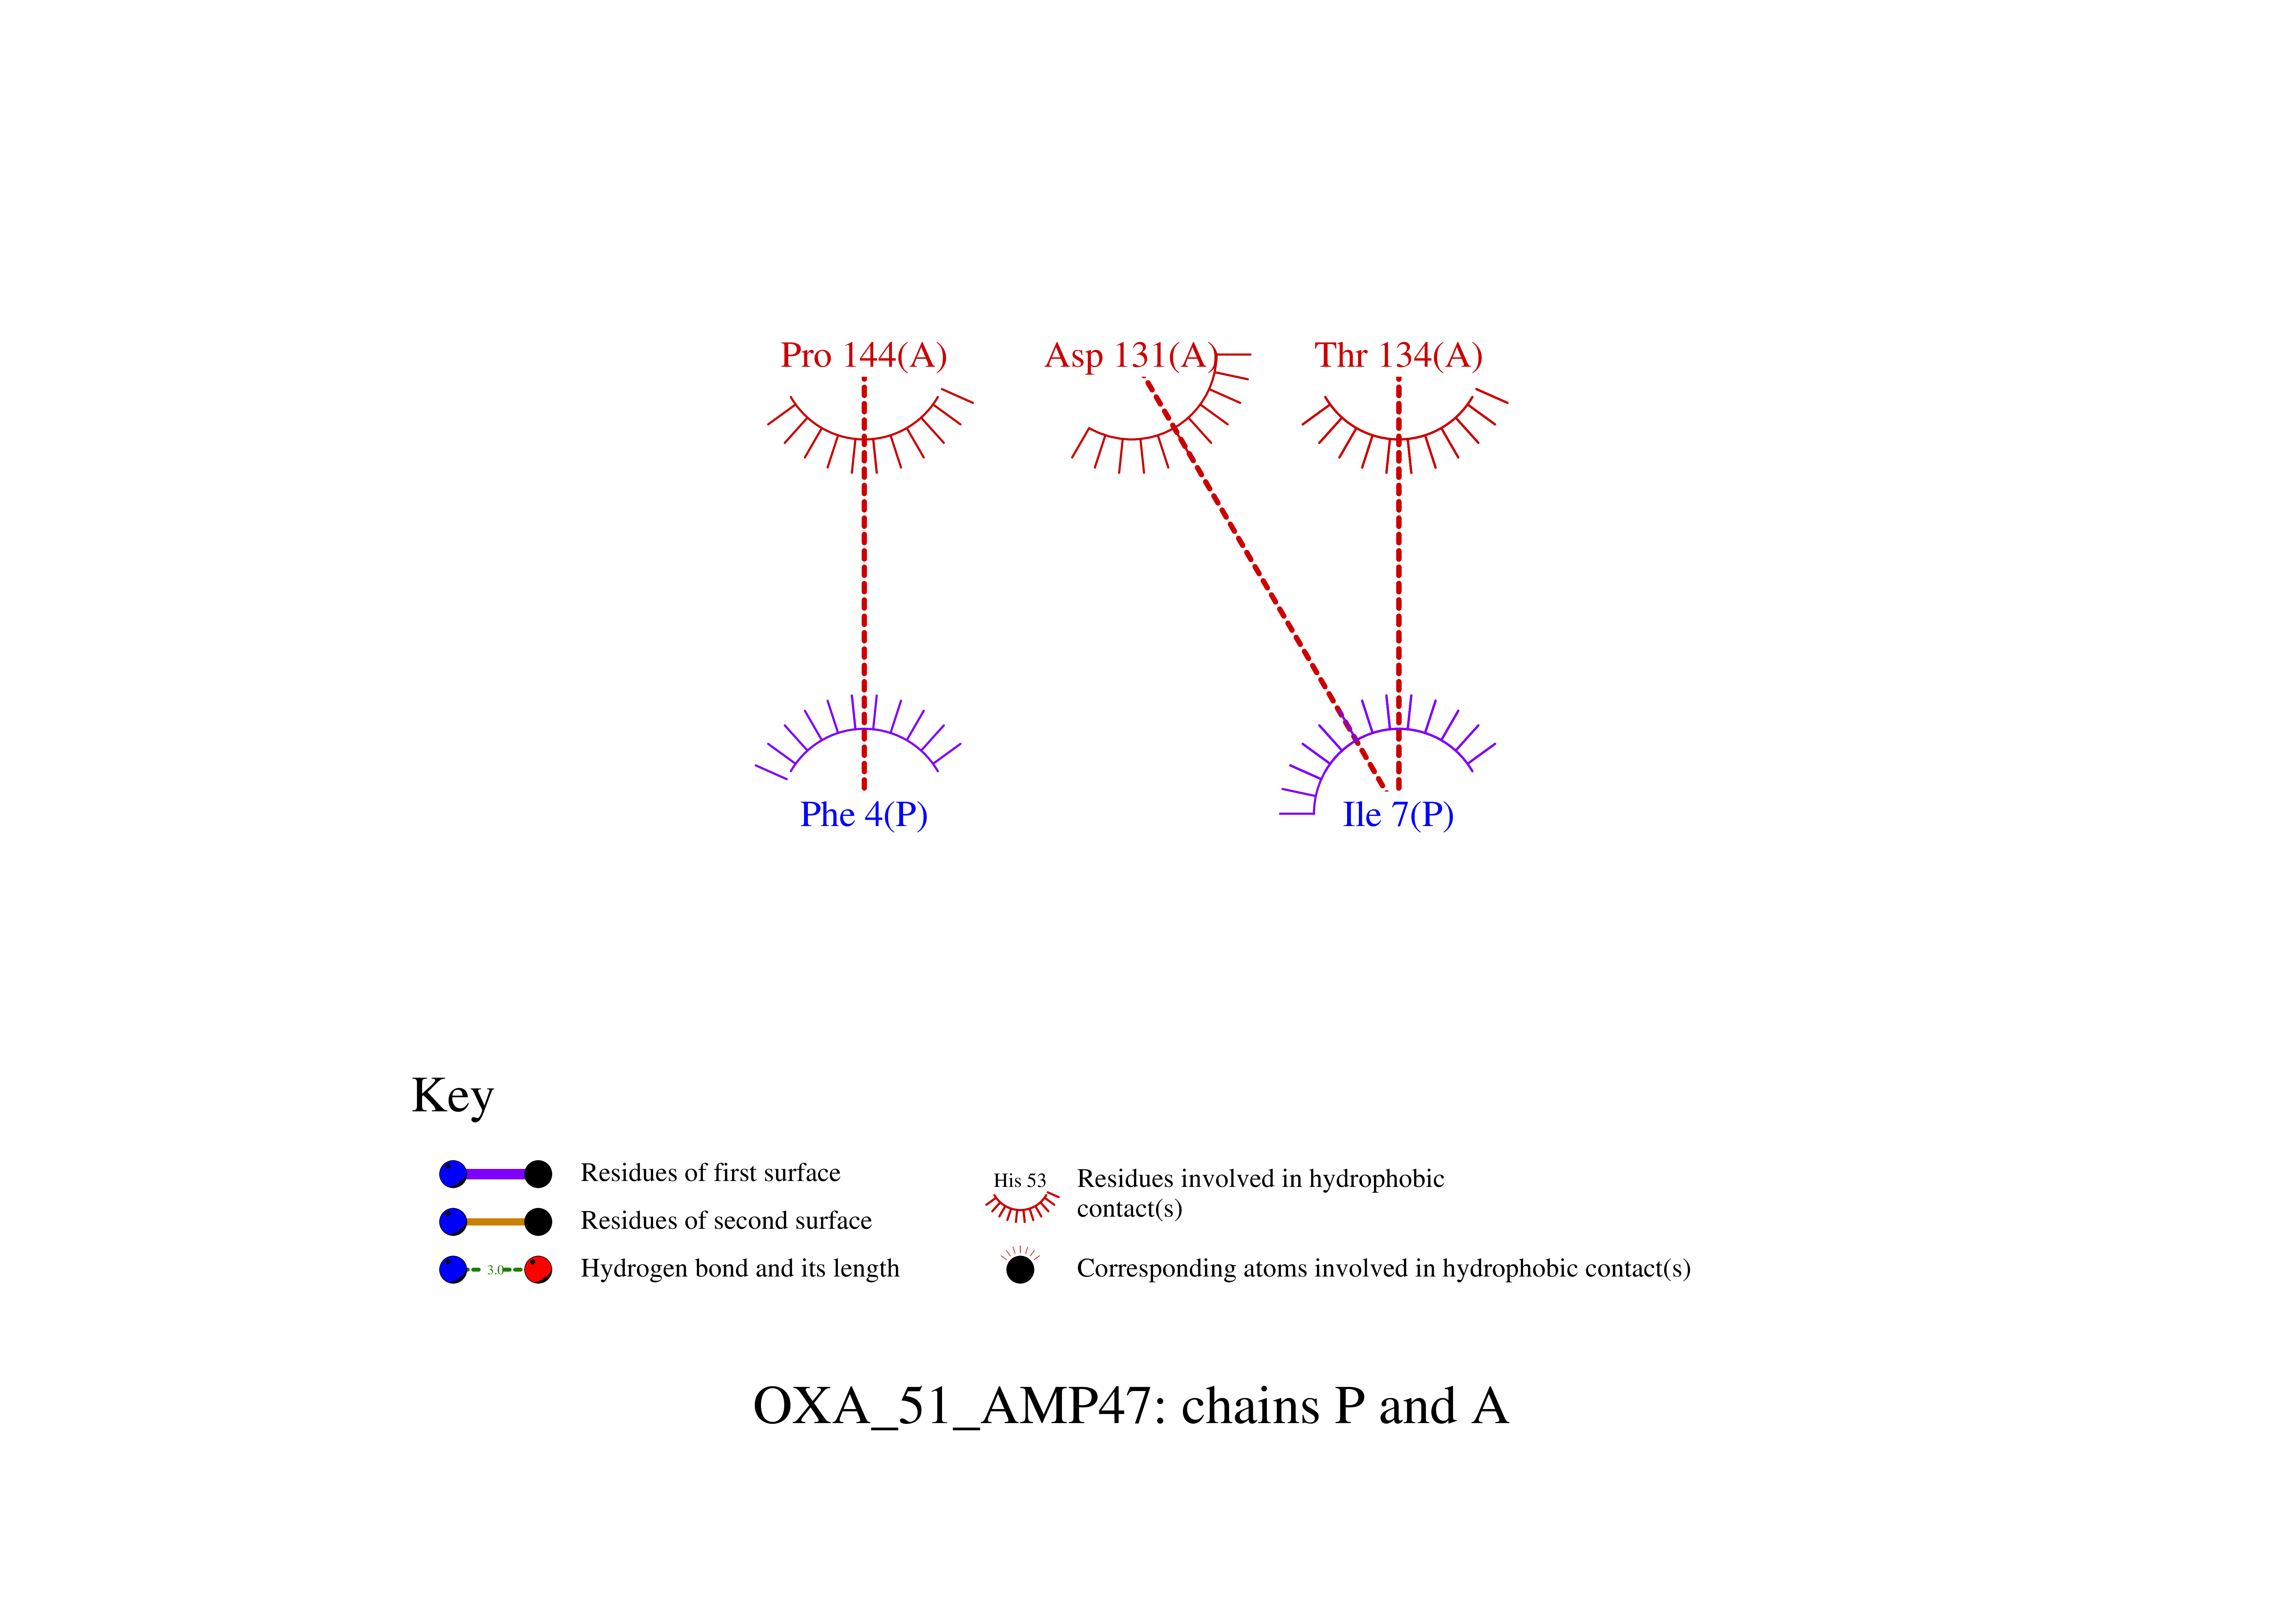 Pro 144(A) Asp 131(A) Thr 134(A)
Phe 4(P) Ile 7(P)
Key
Residues of first surface
Residues of second surface
3.0 Hydrogen bond and its length
His 53 Residues involved in hydrophobic
contact(s)
Corresponding atoms involved in hydrophobic contact(s)
OXA_51_AMP47: chains P and A